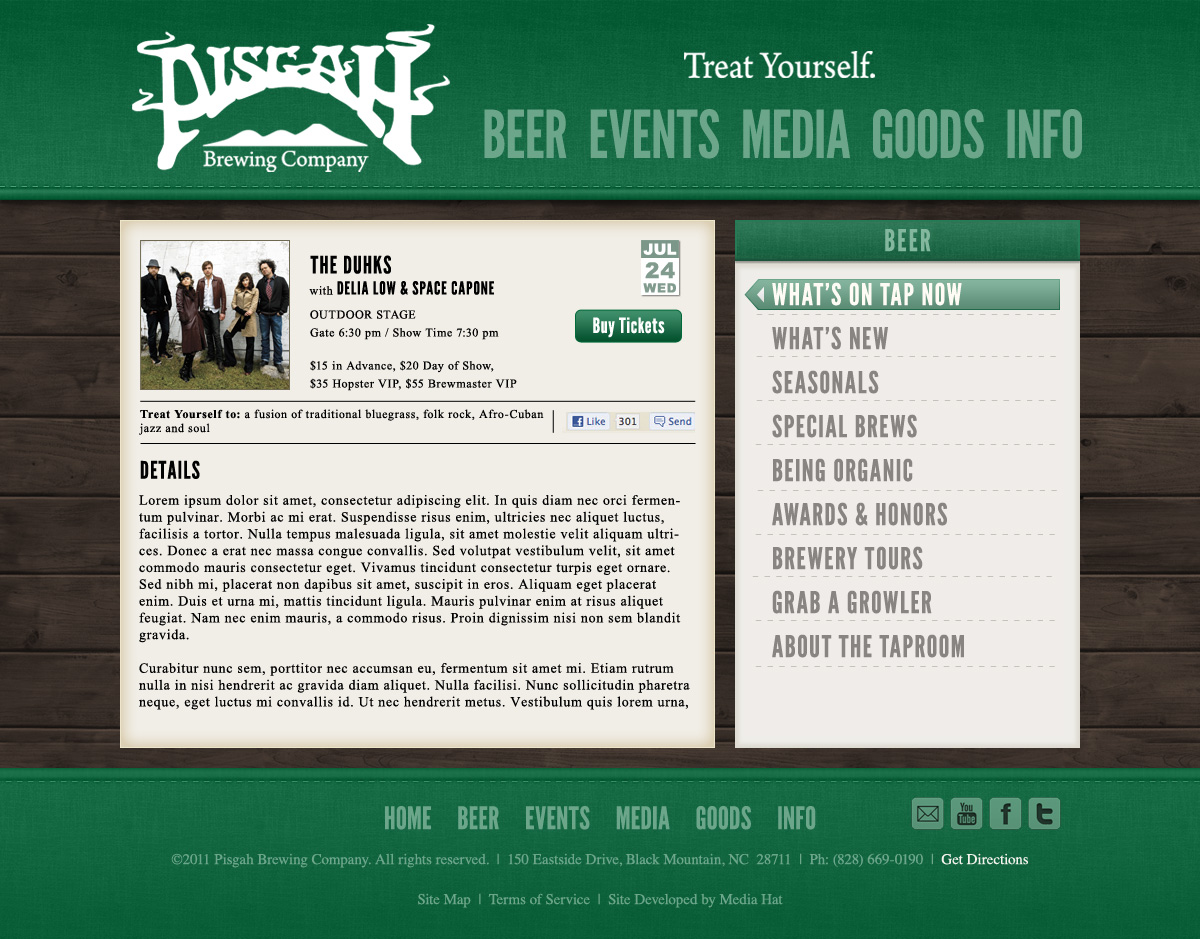 PISGAH
Brewing Company
Treat Yourself.
BEER EVENTS MEDIA GOODS INFO
THE DUHKS
with DELIA LOW & SPACE CAPONE
OUTDOOR STAGE
Gate 6:30 pm / Show Time 7:30 pm
$15 in Advance, $20 Day of Show,
$35 Hopster VIP, $55 Brewmaster VIP
JUL
24
WED
Buy Tickets
Treat Yourself to: a fusion of traditional bluegrass, folk rock, Afro-Cuban
jazz and soul
Like 301 Send
DETAILS
Lorem ipsum dolor sit amet, consectetur adipiscing elit. In quis diam nec orci fermen-
tum pulvinar. Morbi ac mi erat. Suspendisse risus enim, ultricies nec aliquet luctus,
facilisis a tortor. Nulla tempus malesuada ligula, sit amet molestie velit aliquam ultri-
ces. Donec a erat nec massa congue convallis. Sed volutpat vestibulum velit, sit amet
commodo mauris consectetur eget. Vivamus tincidunt consectetur turpis eget ornare.
Sed nibh mi, placerat non dapibus sit amet, suscipit in eros. Aliquam eget placerat
enim. Duis et urna mi, mattis tincidunt ligula. Mauris pulvinar enim at risus aliquet
feugiat. Nam nec enim mauris, a commodo risus. Proin dignissim nisi non sem blandit
gravida.
Curabitur nunc sem, porttitor nec accumsan eu, fermentum sit amet mi. Etiam rutrum
nulla in nisi hendrerit ac gravida diam aliquet. Nulla facilisi. Nunc sollicitudin pharetra
neque, eget luctus mi convallis id. Ut nec hendrerit metus. Vestibulum quis lorem urna,
BEER
WHAT'S ON TAP NOW
WHAT'S NEW
SEASONALS
SPECIAL BREWS
BEING ORGANIC
AWARDS & HONORS
BREWERY TOURS
GRAB A GROWLER
ABOUT THE TAPROOM
HOME BEER EVENTS MEDIA GOODS INFO
You
Tube
©2011 Pisgah Brewing Company. All rights reserved. | 150 Eastside Drive, Black Mountain, NC 28711 | Ph: (828) 669-0190 | Get Directions
Site Map | Terms of Service | Site Developed by Media Hat